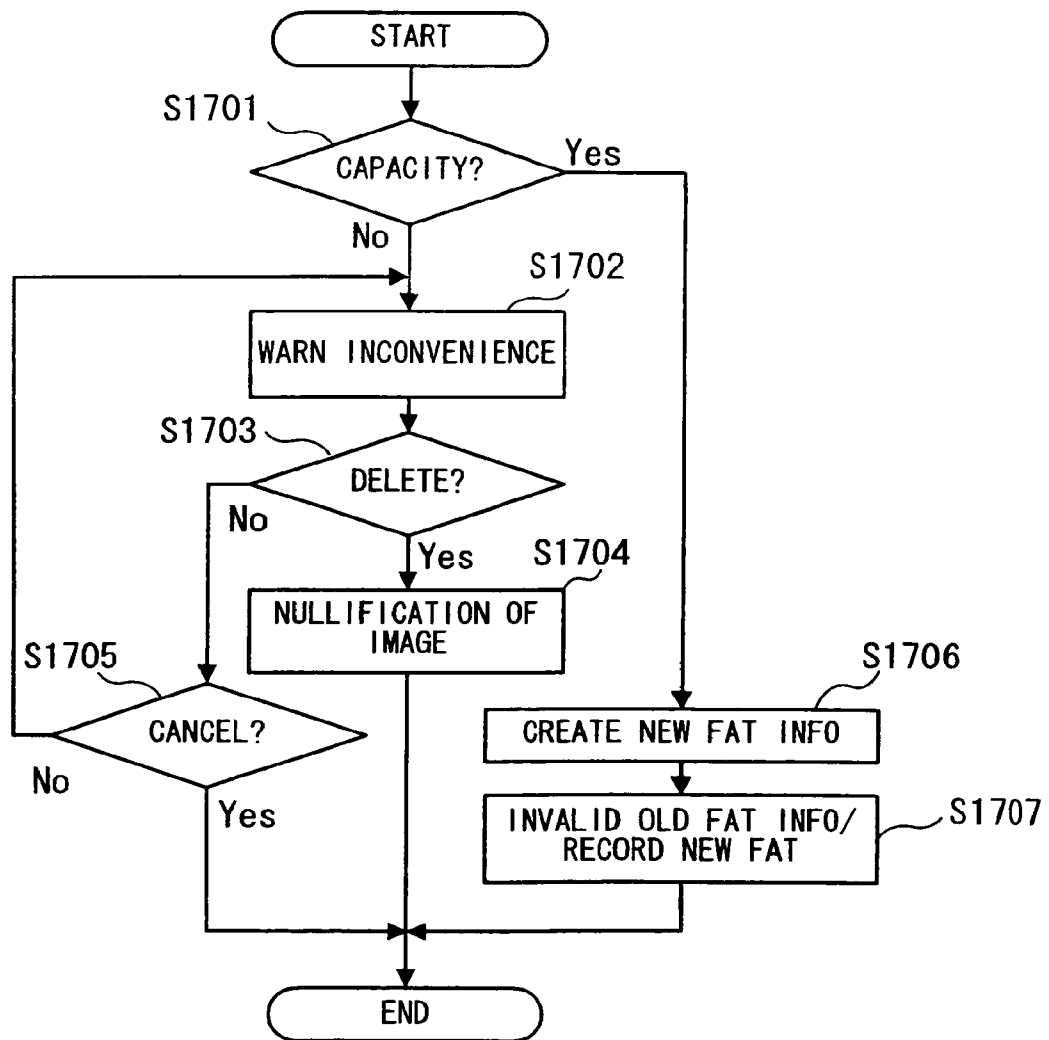 START
S1701
CAPACITY?
Yes
No
S1702
WARN INCONVENIENCE
S1703
DELETE?
No
Yes
S1704
NULLIFICATION OF
IMAGE
S1705
CANCEL?
No
Yes
S1706
CREATE NEW FAT INFO
S1707
INVALID OLD FAT INFO/
RECORD NEW FAT
END